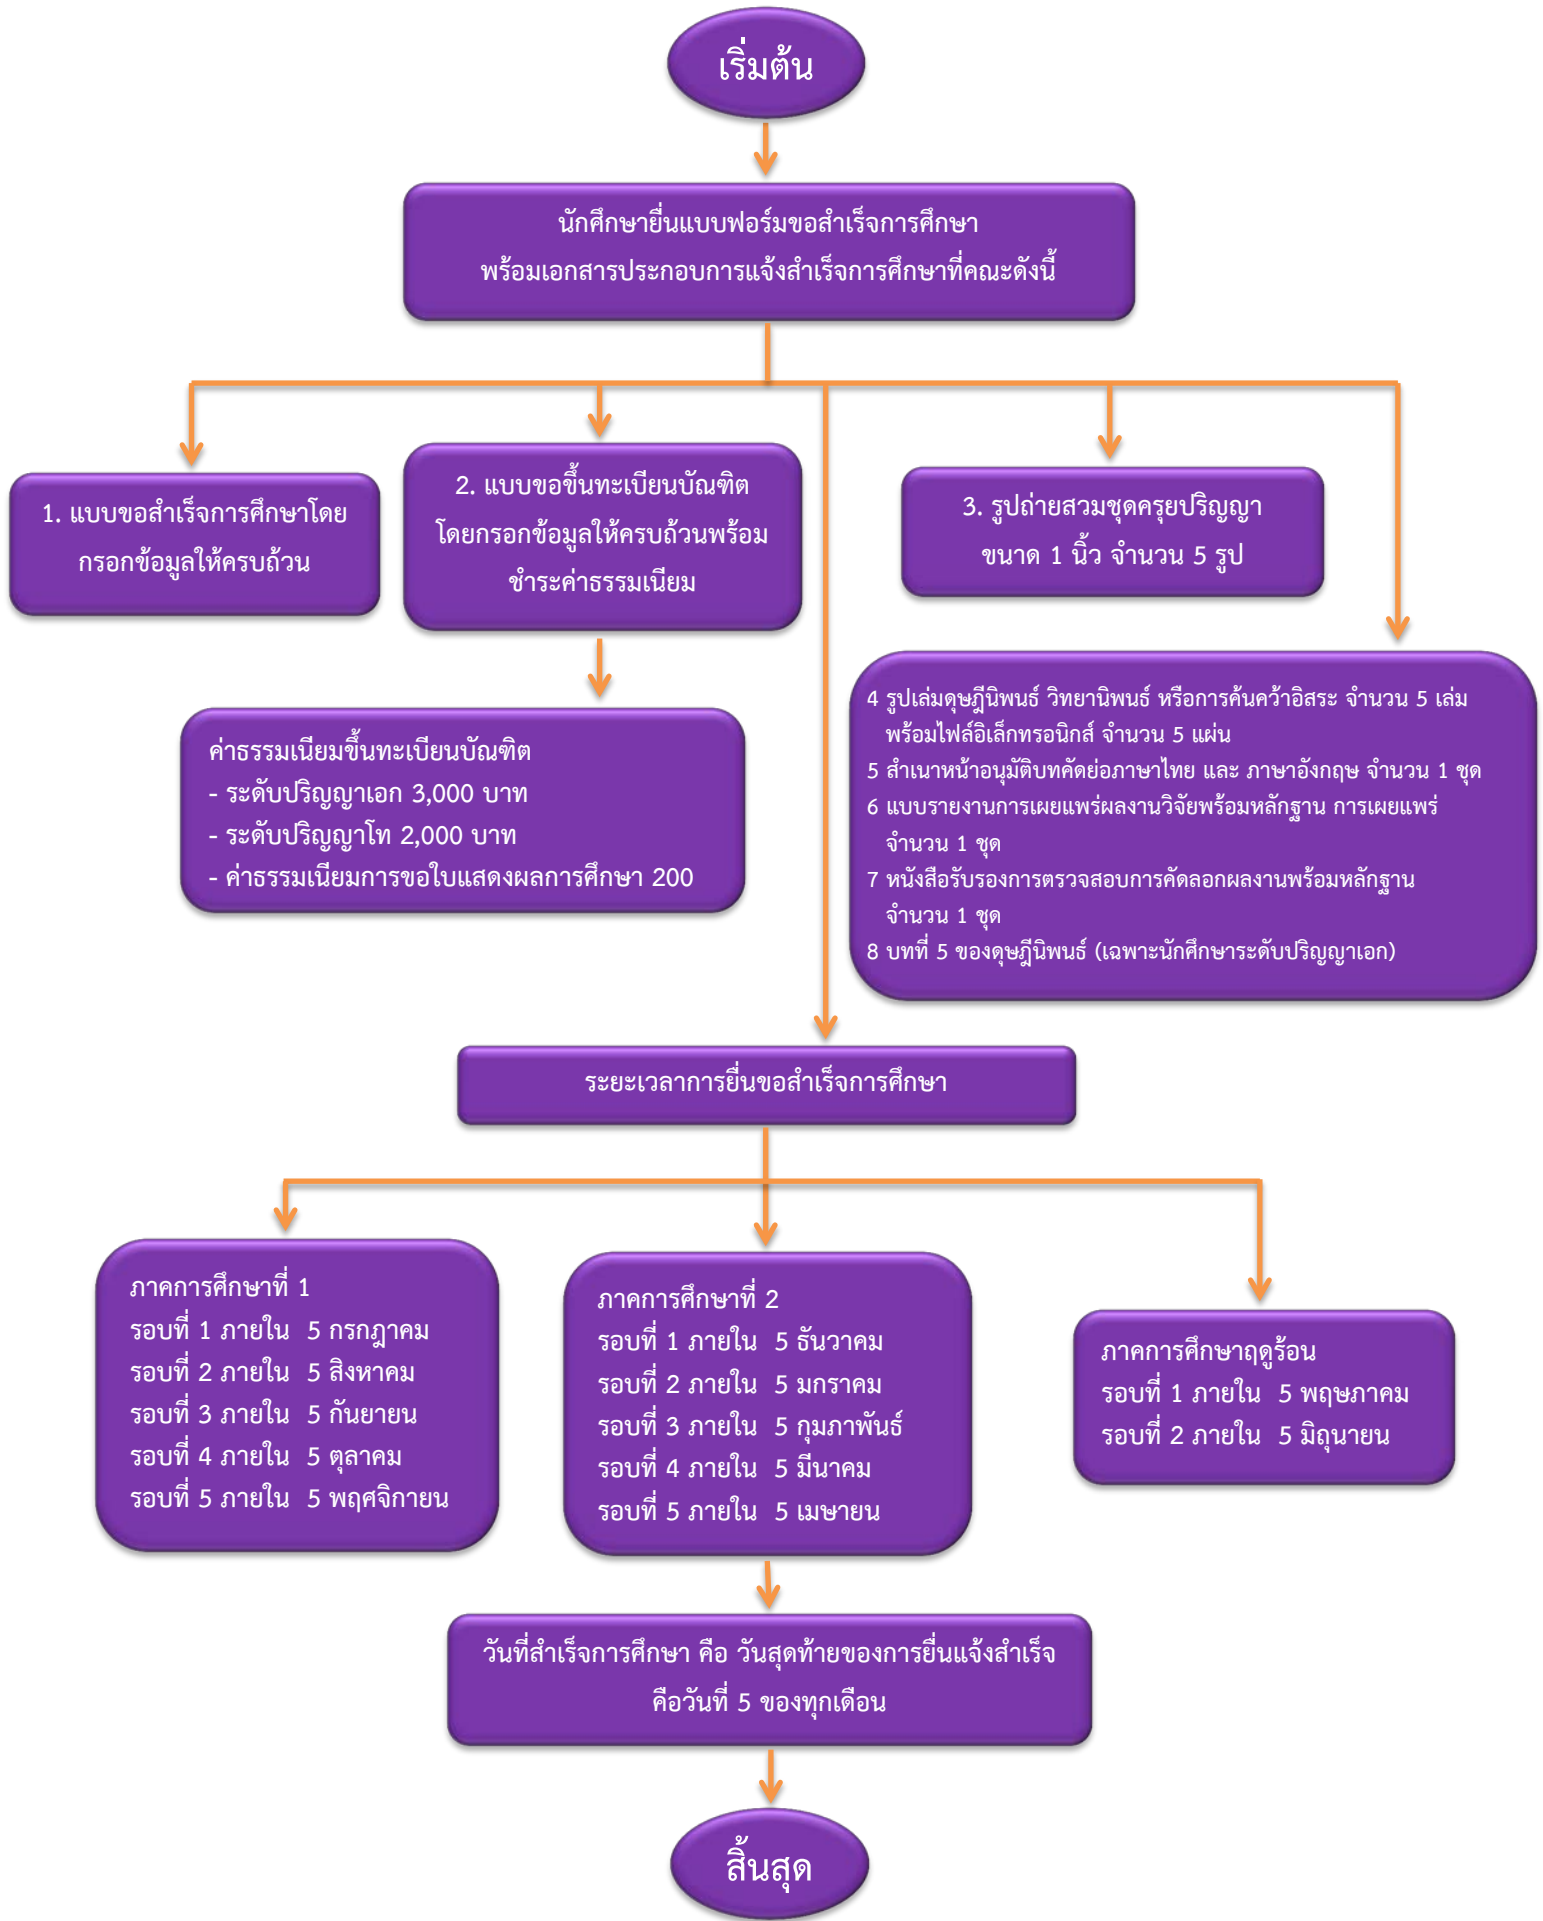 เริ่มต้น
นักศึกษายื่นแบบฟอร์มขอสำเร็จการศึกษา
พร้อมเอกสารประกอบการแจ้งสำเร็จการศึกษาที่คณะดังนี้
1. แบบขอสำเร็จการศึกษาโดย
กรอกข้อมูลให้ครบถ้วน
2. แบบขอขึ้นทะเบียนบัณฑิต
โดยกรอกข้อมูลให้ครบถ้วนพร้อม
ชำระค่าธรรมเนียม
3. รูปถ่ายสวมชุดครุยปริญญา
ขนาด 1 นิ้ว จำนวน 5 รูป
ค่าธรรมเนียมขึ้นทะเบียนบัณฑิต
- ระดับปริญญาเอก 3,000 บาท
- ระดับปริญญาโท 2,000 บาท
- ค่าธรรมเนียมการขอใบแสดงผลการศึกษา 200
4 รูปเล่มดุษฎีนิพนธ์ วิทยานิพนธ์ หรือการค้นคว้าอิสระ จำนวน 5 เล่ม
พร้อมไฟล์อิเล็กทรอนิกส์ จำนวน 5 แผ่น
5 สำเนาหน้าอนุมัติบทคัดย่อภาษาไทย และ ภาษาอังกฤษ จำนวน 1 ชุด
6 แบบรายงานการเผยแพร่ผลงานวิจัยพร้อมหลักฐาน การเผยแพร่
จำนวน 1 ชุด
7 หนังสือรับรองการตรวจสอบการคัดลอกผลงานพร้อมหลักฐาน
จำนวน 1 ชุด
8 บทที่ 5 ของดุษฎีนิพนธ์ (เฉพาะนักศึกษาระดับปริญญาเอก)
ระยะเวลาการยื่นขอสำเร็จการศึกษา
ภาคการศึกษาที่ 1
รอบที่ 1 ภายใน 5 กรกฎาคม
รอบที่ 2 ภายใน 5 สิงหาคม
รอบที่ 3 ภายใน 5 กันยายน
รอบที่ 4 ภายใน 5 ตุลาคม
รอบที่ 5 ภายใน 5 พฤศจิกายน
ภาคการศึกษาที่ 2
รอบที่ 1 ภายใน 5 ธันวาคม
รอบที่ 2 ภายใน 5 มกราคม
รอบที่ 3 ภายใน 5 กุมภาพันธ์
รอบที่ 4 ภายใน 5 มีนาคม
รอบที่ 5 ภายใน 5 เมษายน
ภาคการศึกษาฤดูร้อน
รอบที่ 1 ภายใน 5 พฤษภาคม
รอบที่ 2 ภายใน 5 มิถุนายน
วันที่สำเร็จการศึกษา คือ วันสุดท้ายของการยื่นแจ้งสำเร็จ
คือวันที่ 5 ของทุกเดือน
สิ้นสุด